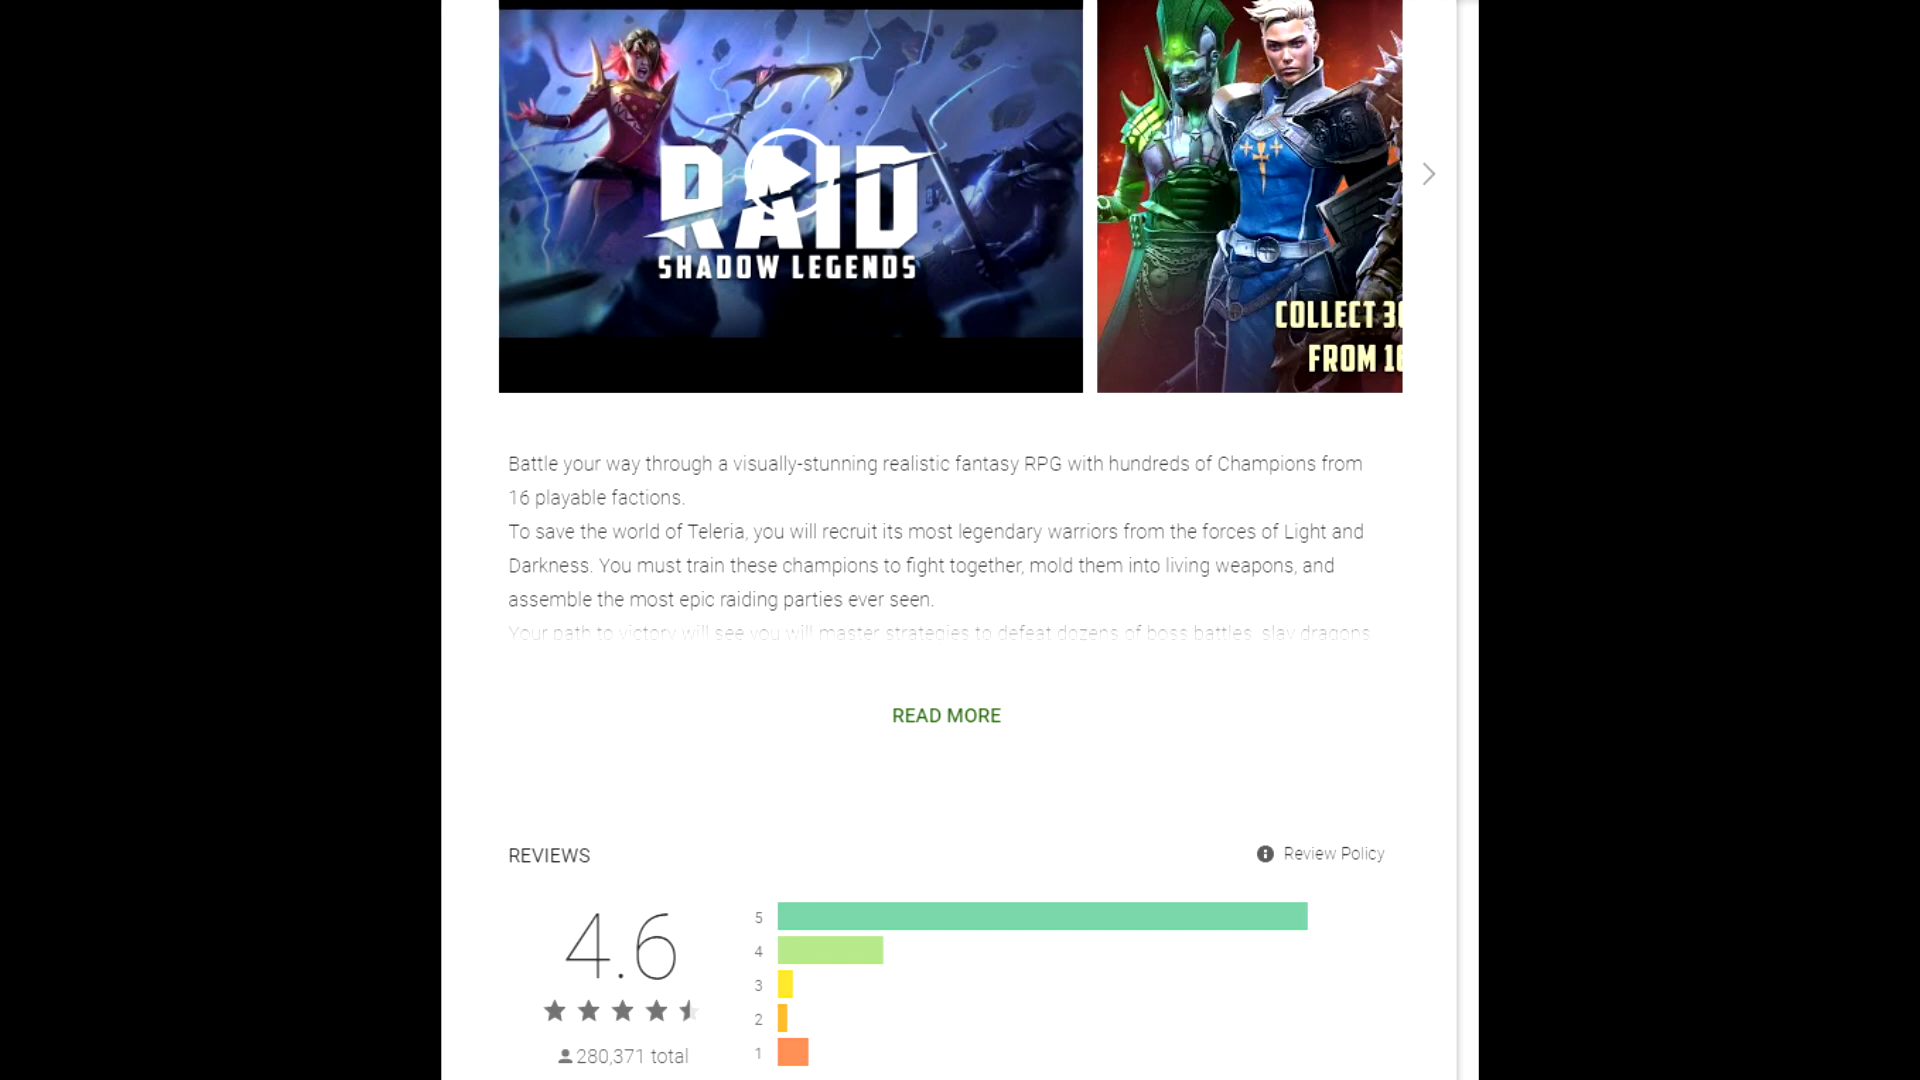 RAID
SHADOW LEGENDS
COLLECT 30
FROM 16
Battle your way through a visually-stunning realistic fantasy RPG with hundreds of Champions from
16 playable factions.
To save the world of Teleria, you will recruit its most legendary warriors from the forces of Light and
Darkness. You must train these champions to fight together, mold them into living weapons, and
assemble the most epic raiding parties ever seen.
Your path to victory will see you will master strategies to defeat dozens of boss battles, slay dragons
READ MORE
REVIEWS
Review Policy
4.6
280,371 total
5
4
3
2
1